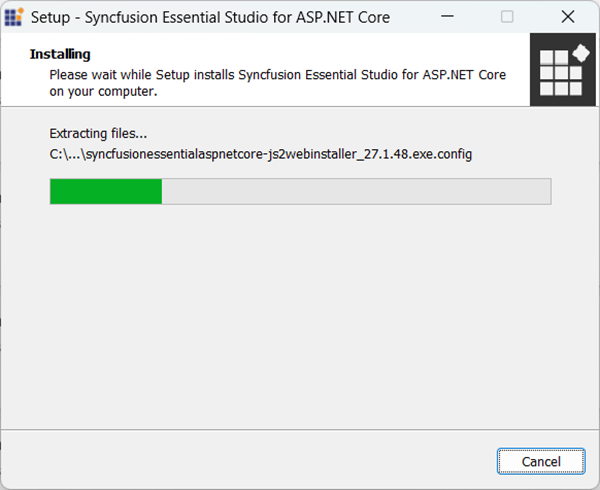 Setup - Syncfusion Essential Studio for ASP.NET Core
Installing
Please wait while Setup installs Syncfusion Essential Studio for ASP.NET Core
on your computer.
Extracting files...
C:\...\syncfusionessentialaspnetcore-js2webinstaller_27.1.48.exe.config
Cancel